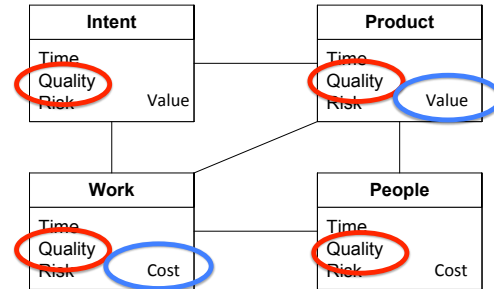 Intent
Time
Quality
Risk Value
Product
Time
Quality
Risk Value
Work
Time
Quality
Risk Cost
People
Time
Quality
Risk Cost